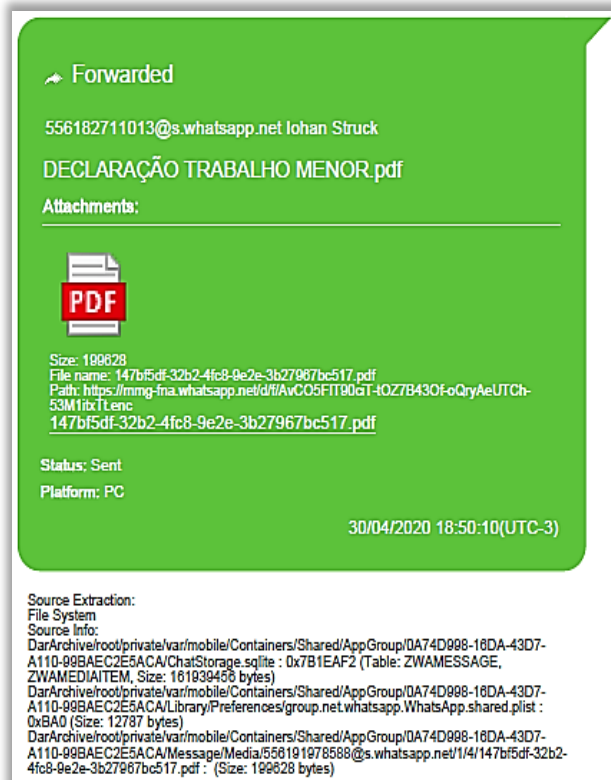 Forwarded
556182711013@s.whatsapp.net Iohan Struck
DECLARAÇÃO TRABALHO MENOR.pdf
Attachments:
PDF
Size: 199628
File name: 147bf5df-32b2-4fc8-9e2e-3b27967bc517.pdf
Path: https://mmg-fna.whatsapp.net/d/f/AvCO5FIT90ciT-tOZ7B43Of-oQryAeUTCh-
53M1itxTt.enc
147bf5df-32b2-4fc8-9e2e-3b27967bc517.pdf
Status: Sent
Platform: PC
30/04/2020 18:50:10(UTC-3)
Source Extraction:
File System
Source Info:
DarArchive/root/private/var/mobile/Containers/Shared/AppGroup/0A74D998-16DA-43D7-
A110-99BAEC2E5ACA/ChatStorage.sqlite : 0x7B1EAF2 (Table: ZWAMESSAGE,
ZWAMEDIAITEM, Size: 161939456 bytes)
DarArchive/root/private/var/mobile/Containers/Shared/AppGroup/0A74D998-16DA-43D7-
A110-99BAEC2E5ACA/Library/Preferences/group.net.whatsapp.WhatsApp.shared.plist :
0xBA0 (Size: 12787 bytes)
DarArchive/root/private/var/mobile/Containers/Shared/AppGroup/0A74D998-16DA-43D7-
A110-99BAEC2E5ACA/Message/Media/556191978588@s.whatsapp.net/1/4/147bf5df-32b2-
4fc8-9e2e-3b27967bc517.pdf : (Size: 199628 bytes)